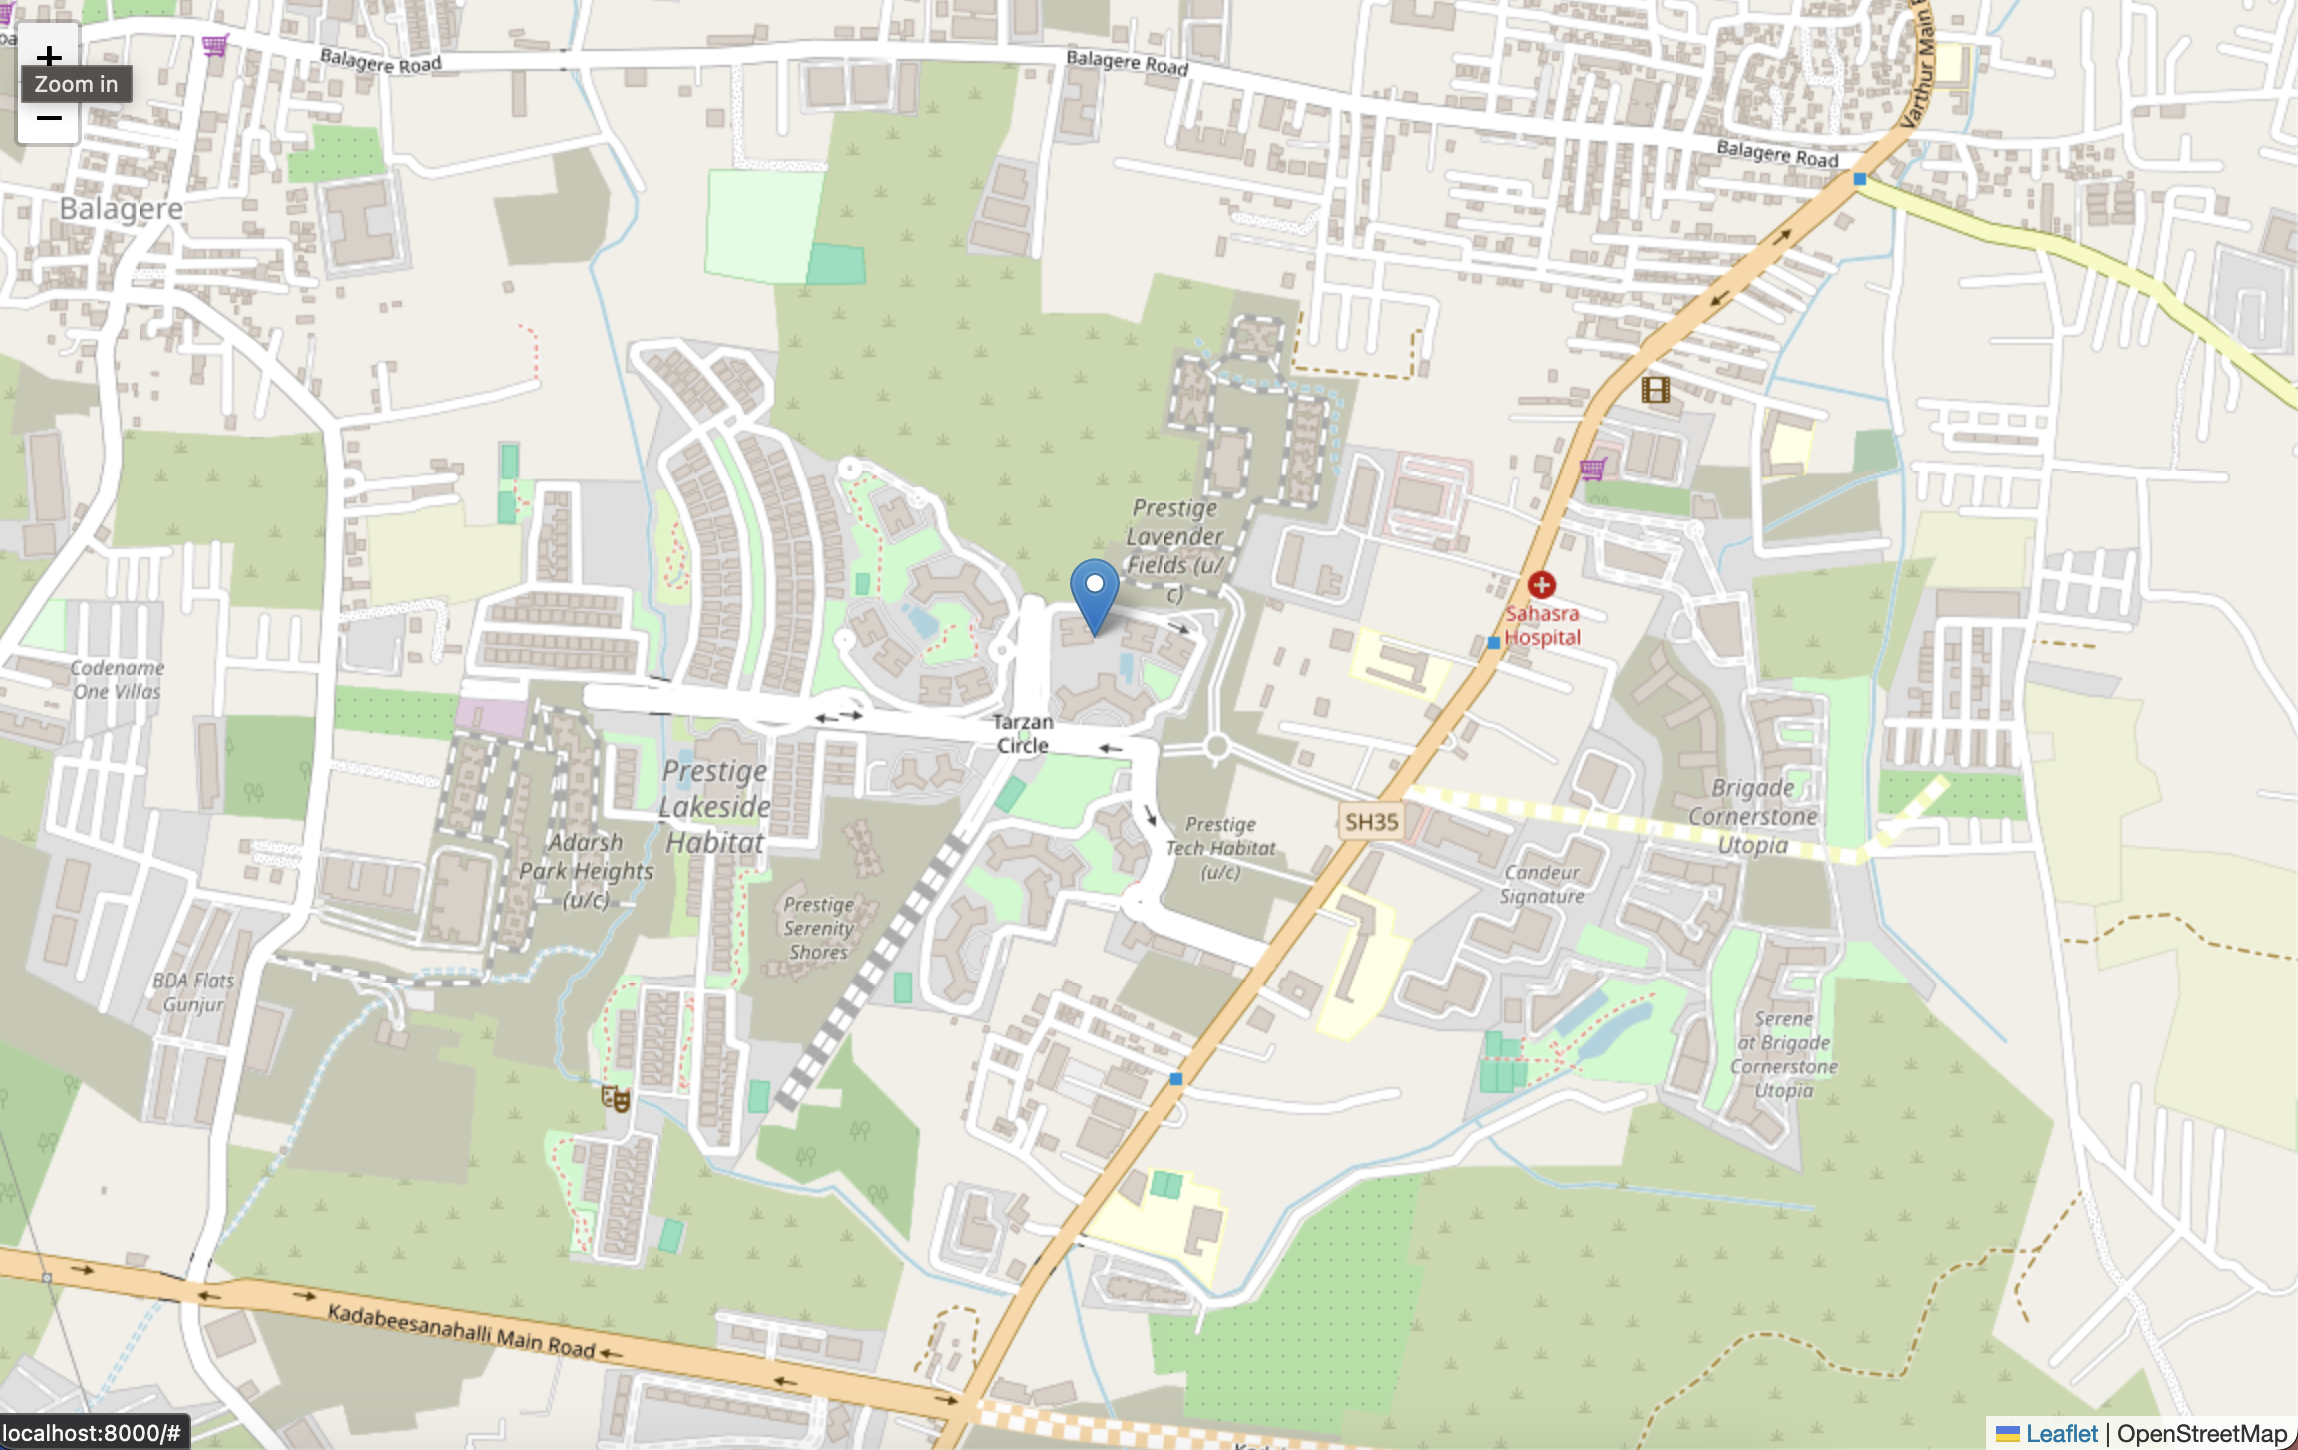 +
Zoom in
−
Balagere Road
Balagere Road
Balagere Road
Varthur Main
Balagere
Prestige
Lavender
Fields (u/
c)
Sahasra
Hospital
Codename
One Villas
Tarzan
Circle
Prestige
Lakeside
Habitat
Adarsh
Park Heights
(u/c)
Prestige
Serenity
Shores
Prestige
Tech Habitat
(u/c)
SH35
Brigade
Cornerstone
Utopia
Candeur
Signature
BDA Flats
Gunjur
Serene
at Brigade
Cornerstone
Utopia
Kadabeesanahalli Main Road
localhost:8000/#
Leaflet | OpenStreetMap